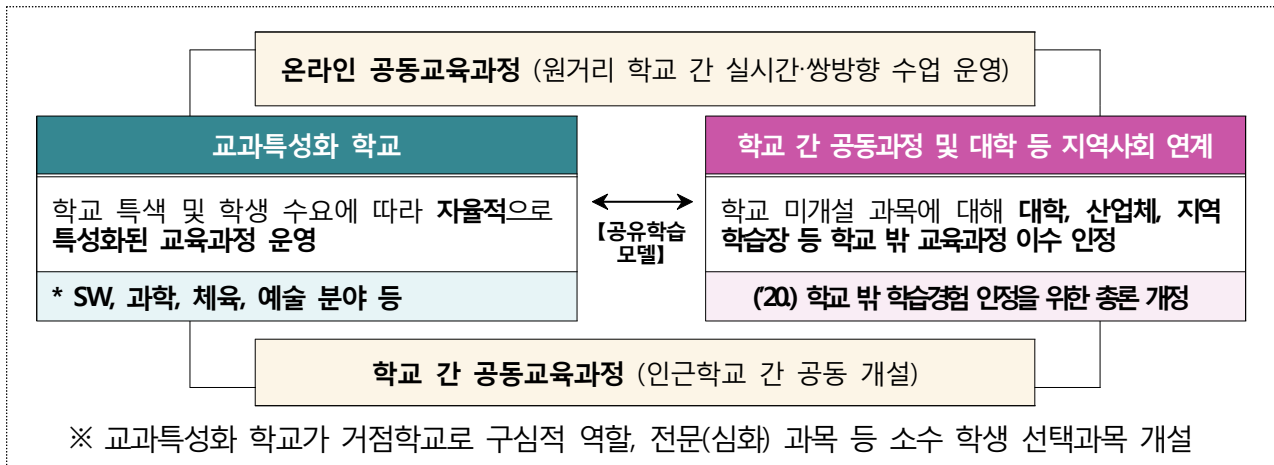 온라인 공동교육과정 (원거리 학교 간 실시간·쌍방향 수업 운영)
교과특성화 학교
학교 특색 및 학생 수요에 따라 자율적으로
특성화된 교육과정 운영
* SW, 과학, 체육, 예술 분야 등
【공유학습
모델】
학교 간 공동과정 및 대학 등 지역사회 연계
학교 미개설 과목에 대해 대학, 산업체, 지역
학습장 등 학교 밖 교육과정 이수 인정
('20.) 학교 밖 학습경험 인정을 위한 총론 개정
학교 간 공동교육과정 (인근학교 간 공동 개설)
※ 교과특성화 학교가 거점학교로 구심적 역할, 전문(심화) 과목 등 소수 학생 선택과목 개설